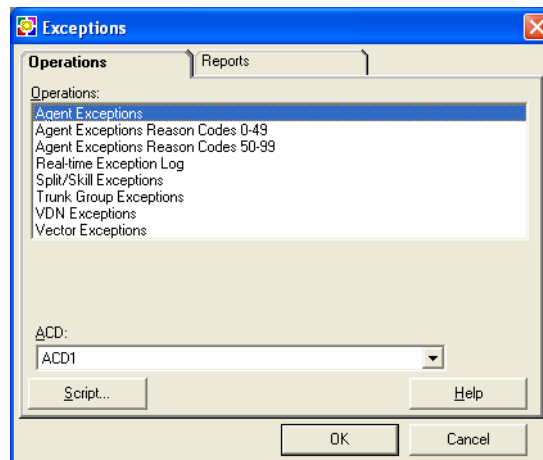 Exceptions
Operations
Reports
Operations:
Agent Exceptions
Agent Exceptions Reason Codes 0-49
Agent Exceptions Reason Codes 50-99
Real-time Exception Log
Split/Skill Exceptions
Trunk Group Exceptions
VDN Exceptions
Vector Exceptions
ACD:
ACD1
Script...
Help
OK
Cancel